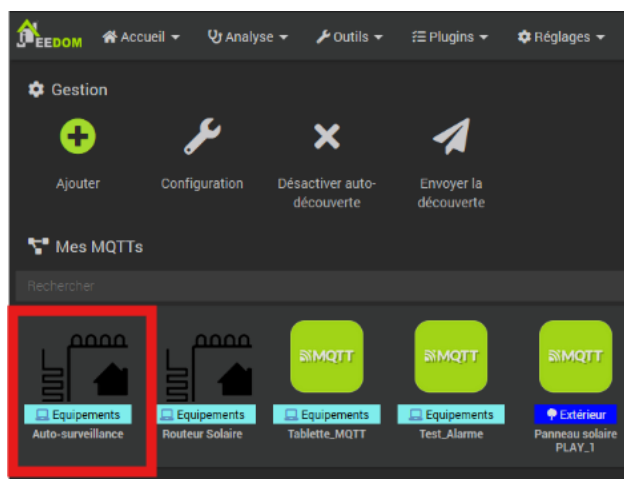 JEEDOM Accueil Analyse Outils Plugins Réglages
Gestion
Ajouter Configuration Désactiver auto-découverte Envoyer la découverte
Mes MQTTs
Rechercher
MQTT MQTT MQTT
Equipements Equipements Equipements Equipements Extérieur
Auto-surveillance Routeur Solaire Tablette_MQTT Test_Alarme Panneau solaire
PLAY_1